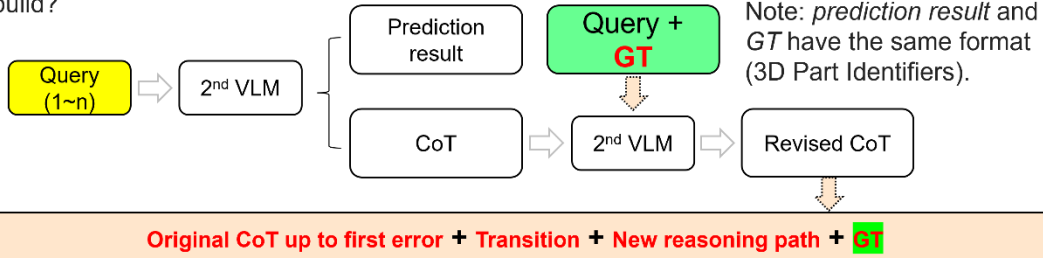 Prediction
result
Query +
GT
Note: prediction result and
GT have the same format
(3D Part Identifiers).
Query
(1~n)
2nd VLM
CoT
2nd VLM
Revised CoT
Original CoT up to first error + Transition + New reasoning path + GT